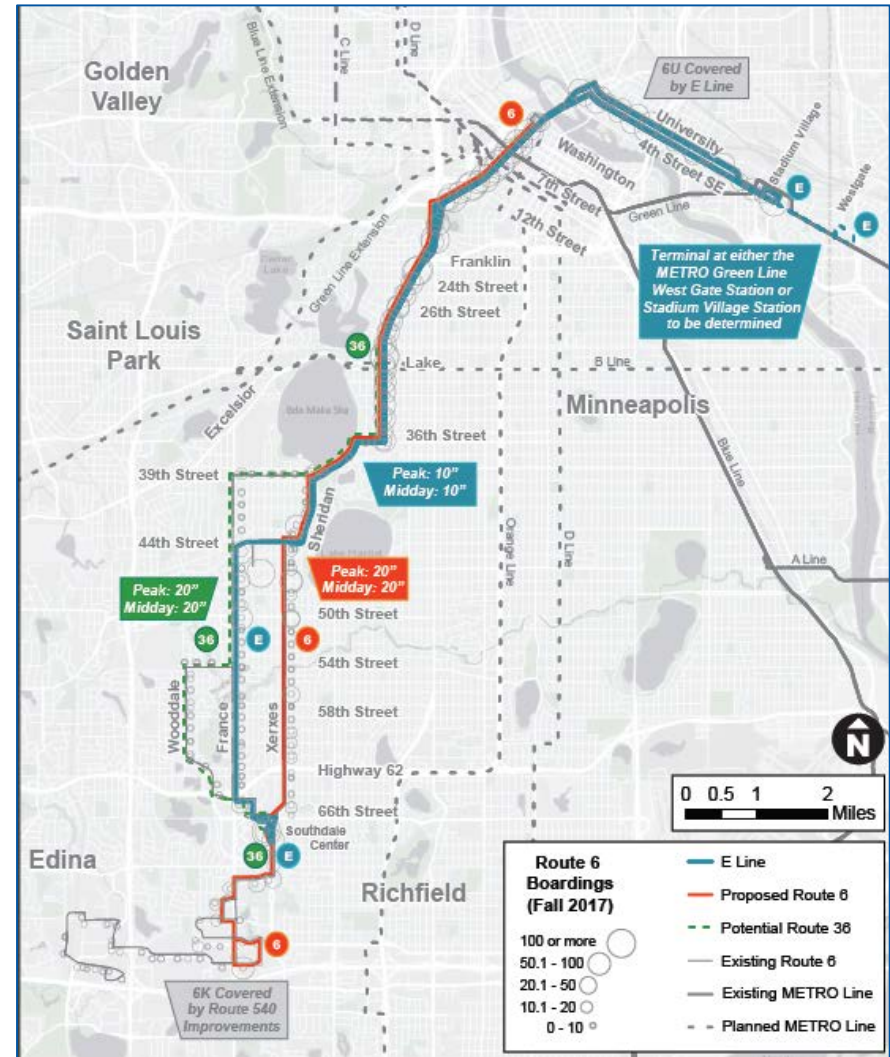 Golden
Valley
Blue Line Extension
C Line
D Line
6U Covered
by E Line
6
University
4th Street SE
Stadium Village
Westgate
Washington
7th Street
12th Street
Green Line
E
E
Green Line Extension
Franklin
24th Street
26th Street
Terminal at either the
METRO Green Line
West Gate Station or
Stadium Village Station
to be determined
Saint Louis
Park
36
Lake
B Line
Excelsior
Bde Maka Ska
Minneapolis
36th Street
39th Street
Peak: 10”
Midday: 10”
Sheridan
Blue Line
44th Street
Orange Line
D Line
A Line
Peak: 20”
Midday: 20”
Peak: 20”
Midday: 20”
50th Street
36
E
6
54th Street
Wooddale
France
Xerxes
58th Street
Highway 62
66th Street
N
0 0.5 1 2
Miles
Southdale
Center
36
E
Edina
Richfield
6
6K Covered
by Route 540
Improvements
Route 6
Boardings
(Fall 2017)
100 or more
50.1 - 100
20.1 - 50
10.1 - 20
0 - 10
E Line
Proposed Route 6
Potential Route 36
Existing Route 6
Existing METRO Line
Planned METRO Line